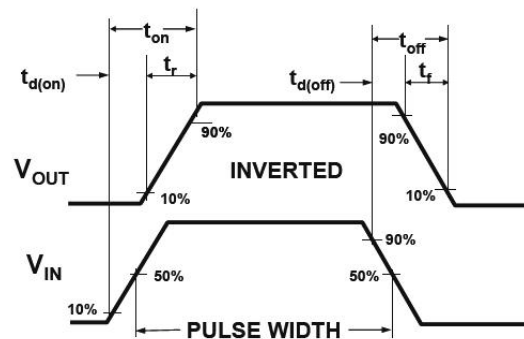 ton toff
td(on) tr td(off) tf
90% 90%
VOUT INVERTED
10% 10%
90%
VIN 50% 50%
10%
PULSE WIDTH